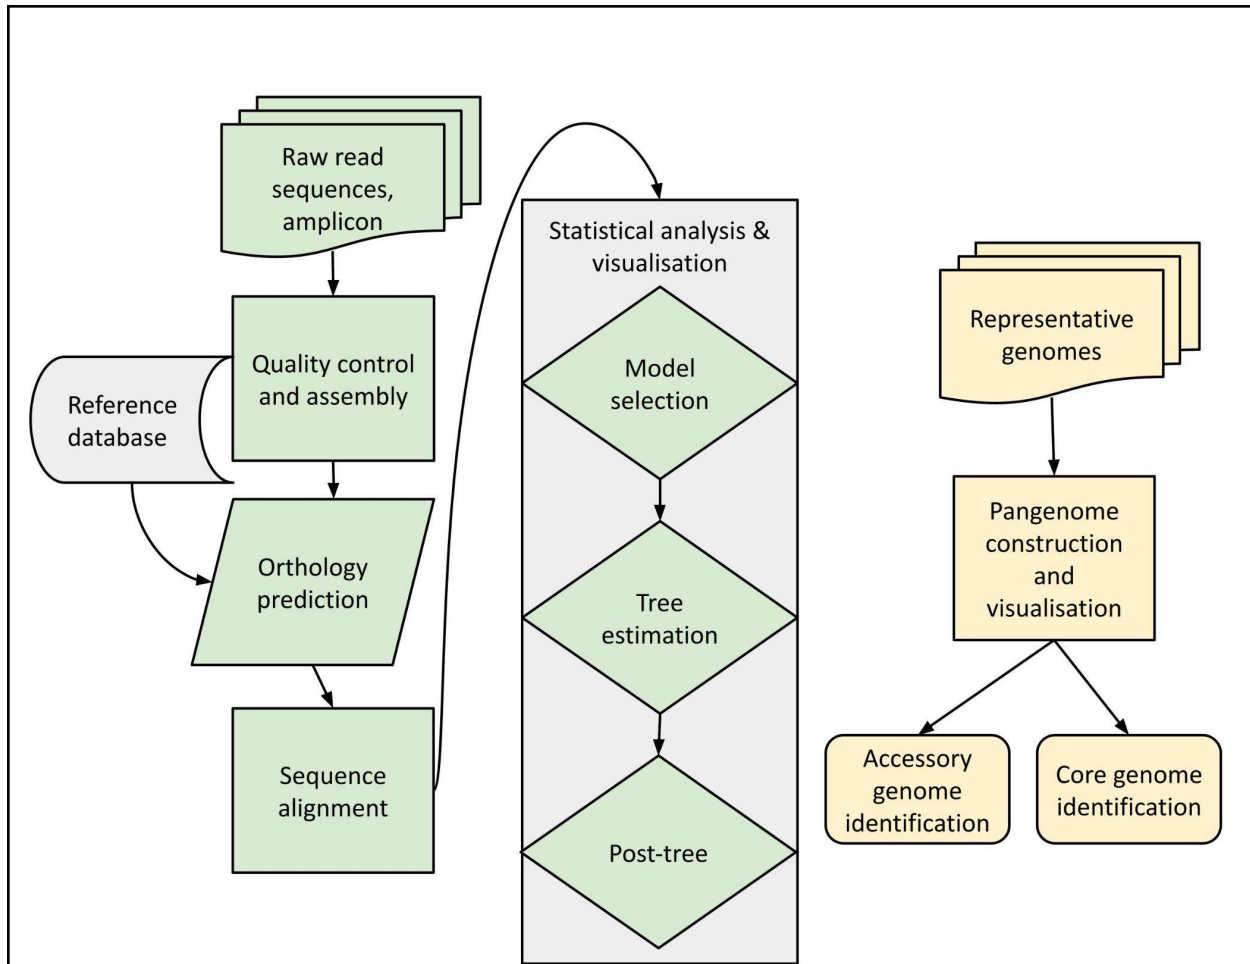 Raw read
sequences,
amplicon
Quality control
and assembly
Reference
database
Orthology
prediction
Sequence
alignment
Statistical analysis &
visualisation
Model
selection
Tree
estimation
Post-tree
Representative
genomes
Pangenome
construction
and
visualisation
Accessory
genome
identification
Core genome
identification